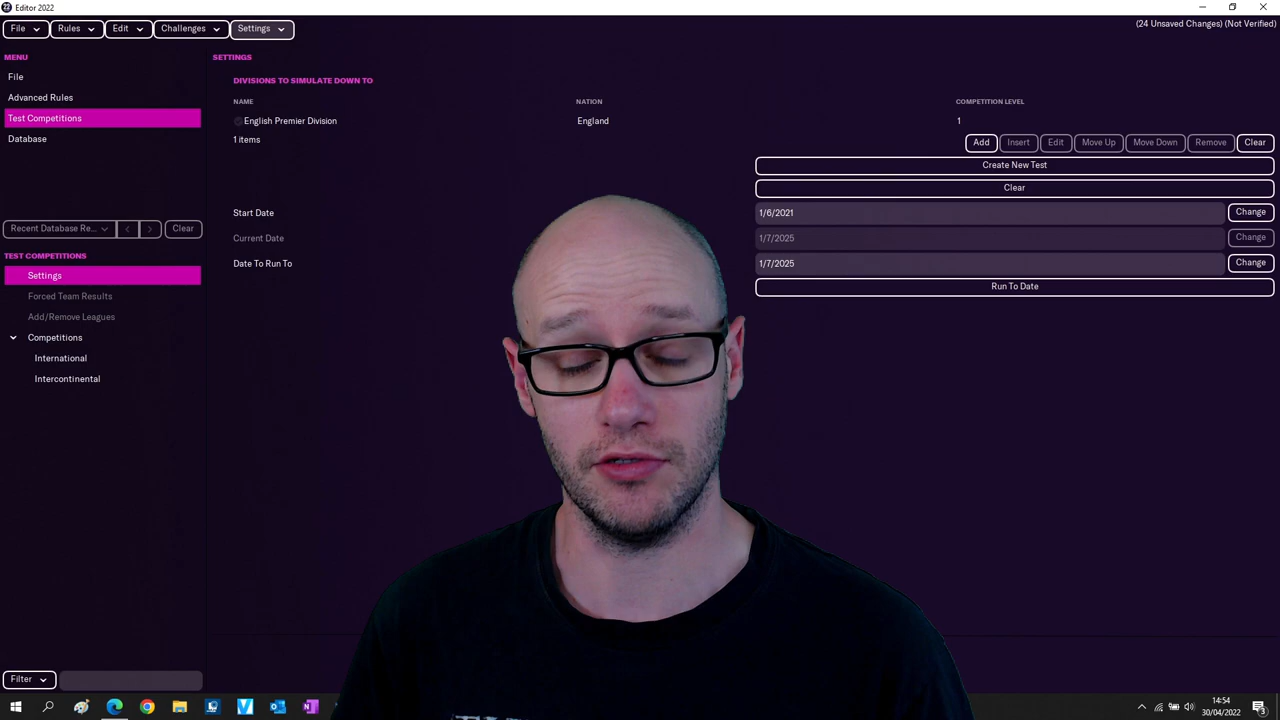 Editor 2022
File
Rules
Edit
Challenges
Settings
(24 Unsaved Changes) (Not Verified)
MENU
File
Advanced Rules
Test Competitions
Database
Recent Database Re...
Clear
TEST COMPETITIONS
Settings
Forced Team Results
Add/Remove Leagues
Competitions
International
Intercontinental
Filter
SETTINGS
DIVISIONS TO SIMULATE DOWN TO
NAME NATION COMPETITION LEVEL
English Premier Division England 1
1 items
Add Insert Edit Move Up Move Down Remove Clear
Create New Test
Clear
Start Date 1/6/2021 Change
Current Date 1/7/2025 Change
Date To Run To 1/7/2025 Change
Run To Date
14:54
30/04/2022